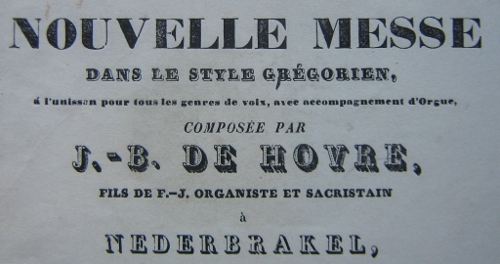 NOUVELLE MESSE
DANS LE STYLE GRÉGORIEN,
á l'unisson pour tous les genres de voix, avec accompagnement d'Orgue,
COMPOSÉE PAR
J.-B. DE HOVRE,
FILS DE F.-J. ORGANISTE ET SACRISTAIN
à
NEDERBRAKEL,